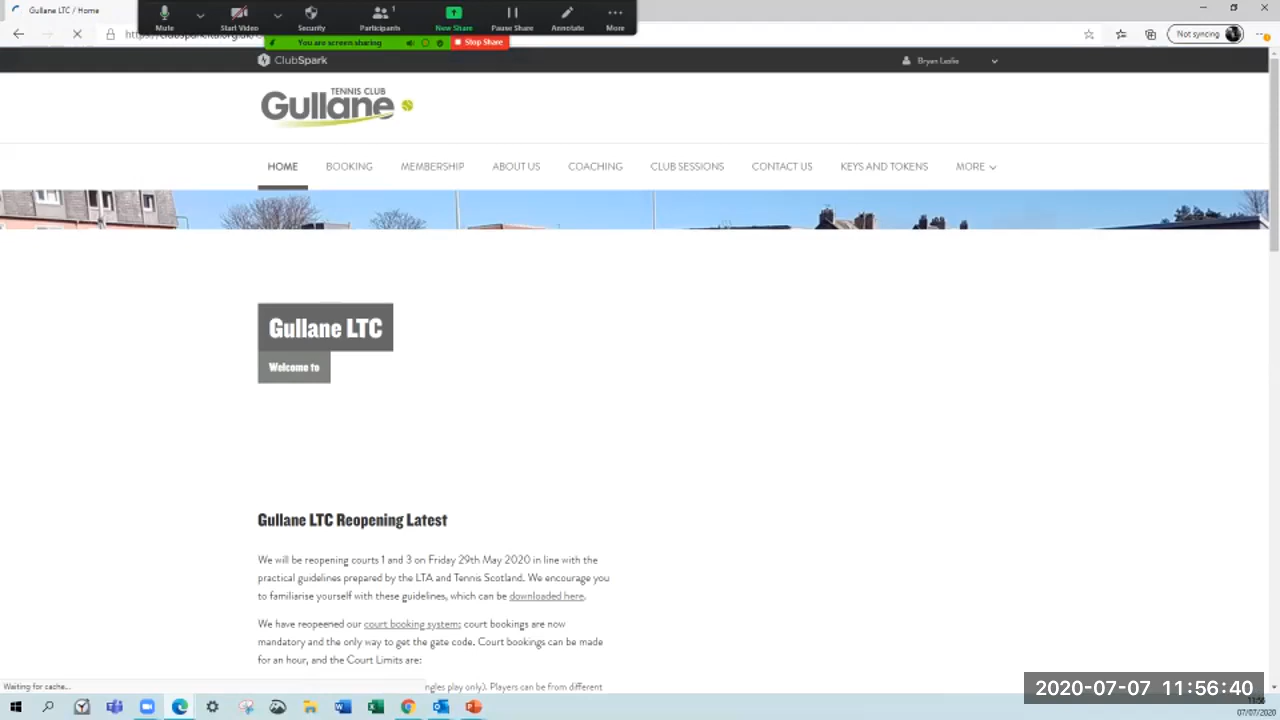 Gullane LTC / Home
Mute
Start Video
Security
Participants
1
New Share
Pause Share
Annotate
More
You are screen sharing
Stop Share
Not syncing
ClubSpark
Bryan Leslie
TENNIS CLUB
Gullane
HOME
BOOKING
MEMBERSHIP
ABOUT US
COACHING
CLUB SESSIONS
CONTACT US
KEYS AND TOKENS
MORE
Gullane LTC
Welcome to
Gullane LTC Reopening Latest
We will be reopening courts 1 and 3 on Friday 29th May 2020 in line with the
practical guidelines prepared by the LTA and Tennis Scotland. We encourage you
to familiarise yourself with these guidelines, which can be downloaded here.
We have reopeened our court booking system; court bookings are now
mandatory and the only way to get the gate code. Court bookings can be made
for an hour, and the Court Limits are:
Waiting for cache...
ngles play only). Players can be from different
2020-07-07 11:56:40
07/07/2020